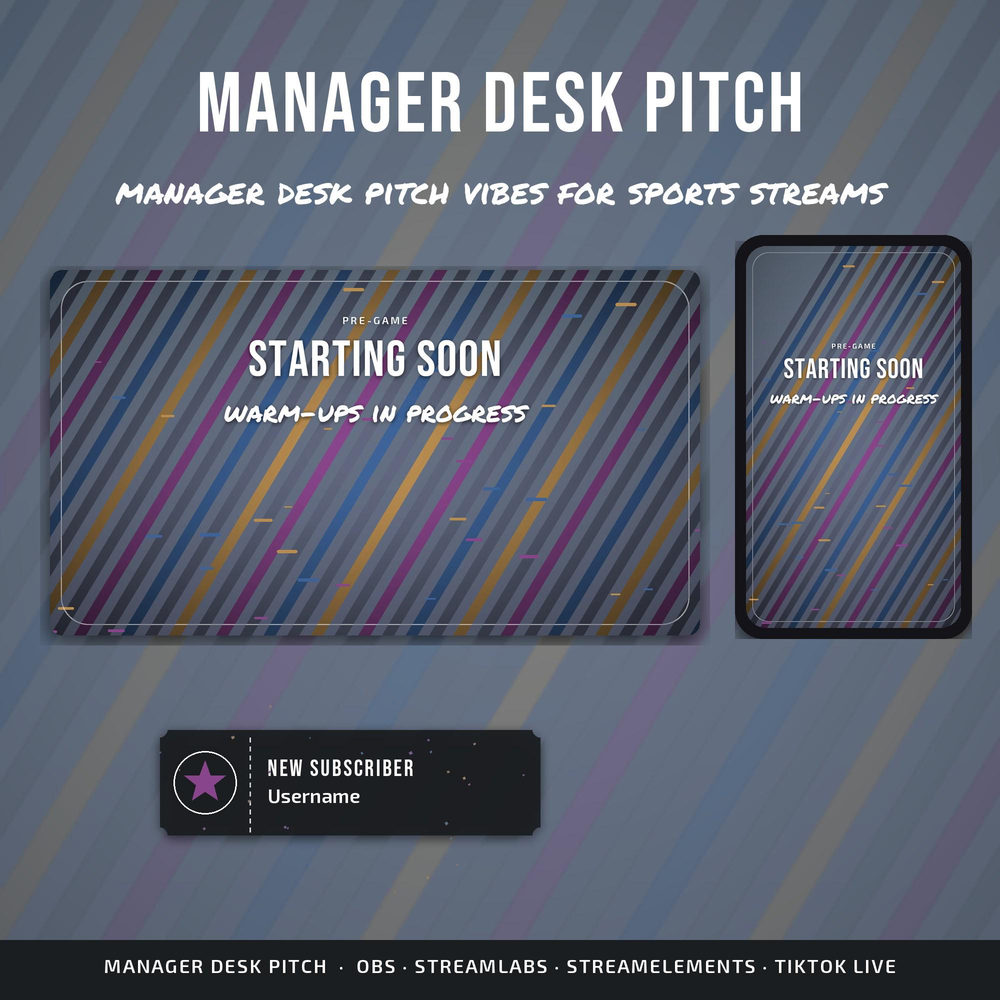 MANAGER DESK PITCH
MANAGER DESK PITCH VIBES FOR SPORTS STREAMS
PRE-GAME
STARTING SOON
WARM-UPS IN PROGRESS
PRE-GAME
STARTING SOON
WARM-UPS IN PROGRESS
NEW SUBSCRIBER
Username
MANAGER DESK PITCH · OBS · STREAMLABS · STREAMELEMENTS · TIKTOK LIVE